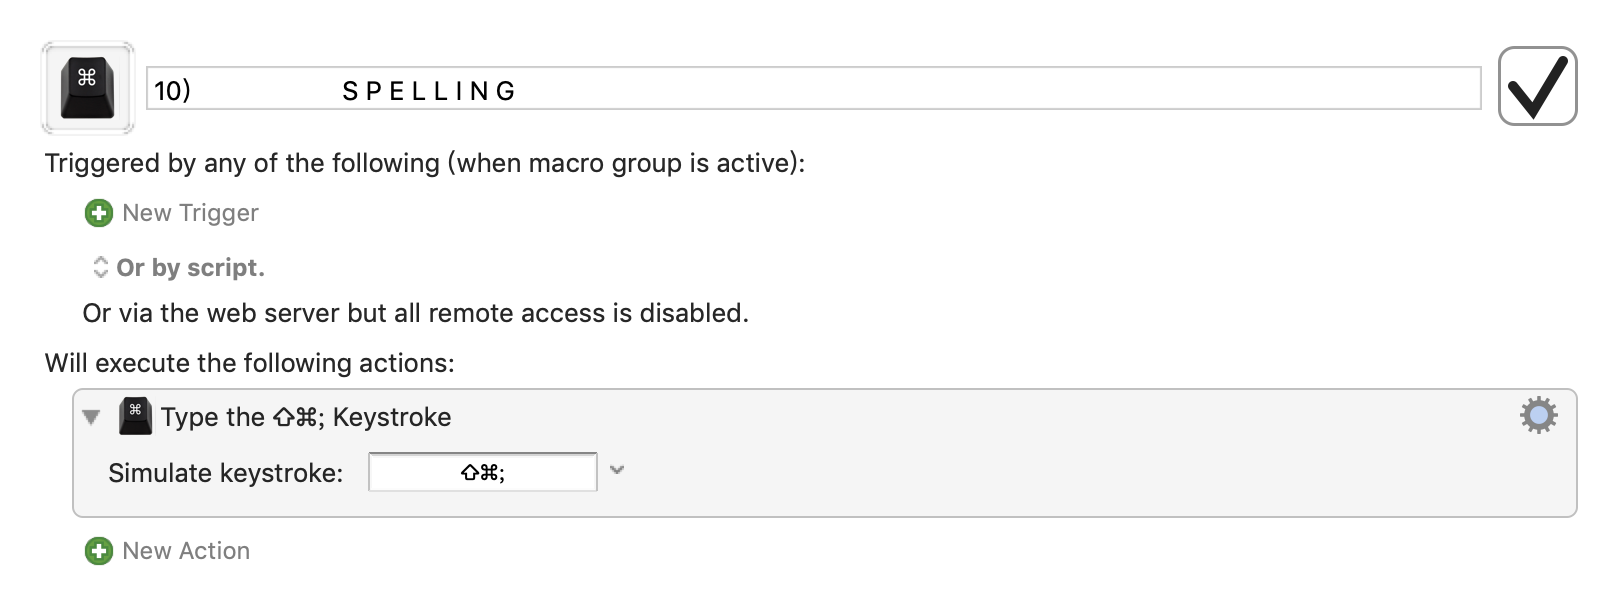 ⌘
10) S P E L L I N G
Triggered by any of the following (when macro group is active):
New Trigger
Or by script.
Or via the web server but all remote access is disabled.
Will execute the following actions:
⌘ Type the ⇧⌘; Keystroke
Simulate keystroke: ⇧⌘;
New Action